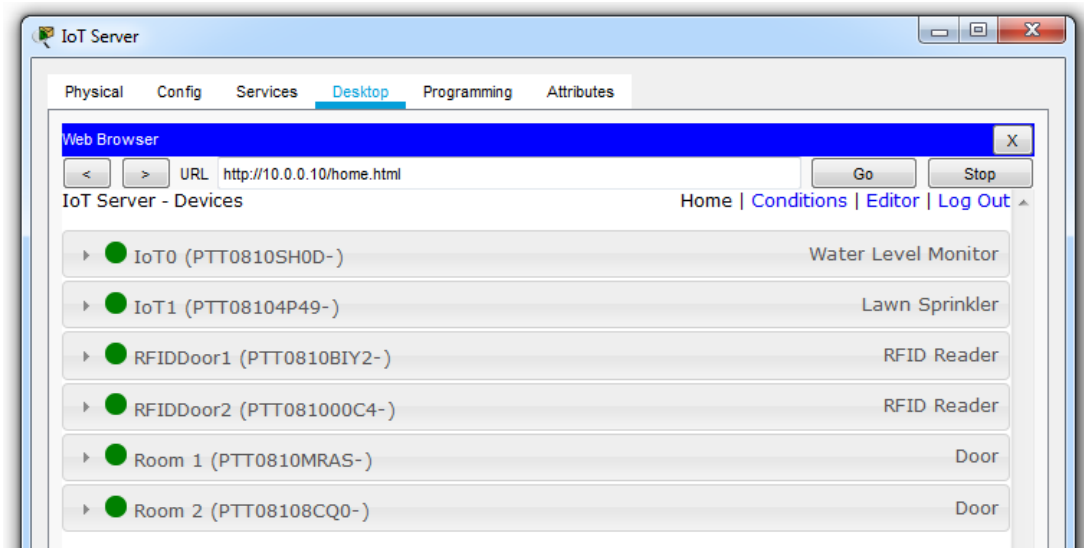 IoT Server
X
Physical Config Services Desktop Programming Attributes
Web Browser X
< > URL http://10.0.0.10/home.html Go Stop
IoT Server - Devices Home | Conditions | Editor | Log Out
IoT0 (PTT0810SH0D-) Water Level Monitor
IoT1 (PTT08104P49-) Lawn Sprinkler
RFIDDoor1 (PTT0810BIY2-) RFID Reader
RFIDDoor2 (PTT081000C4-) RFID Reader
Room 1 (PTT0810MRAS-) Door
Room 2 (PTT08108CQ0-) Door